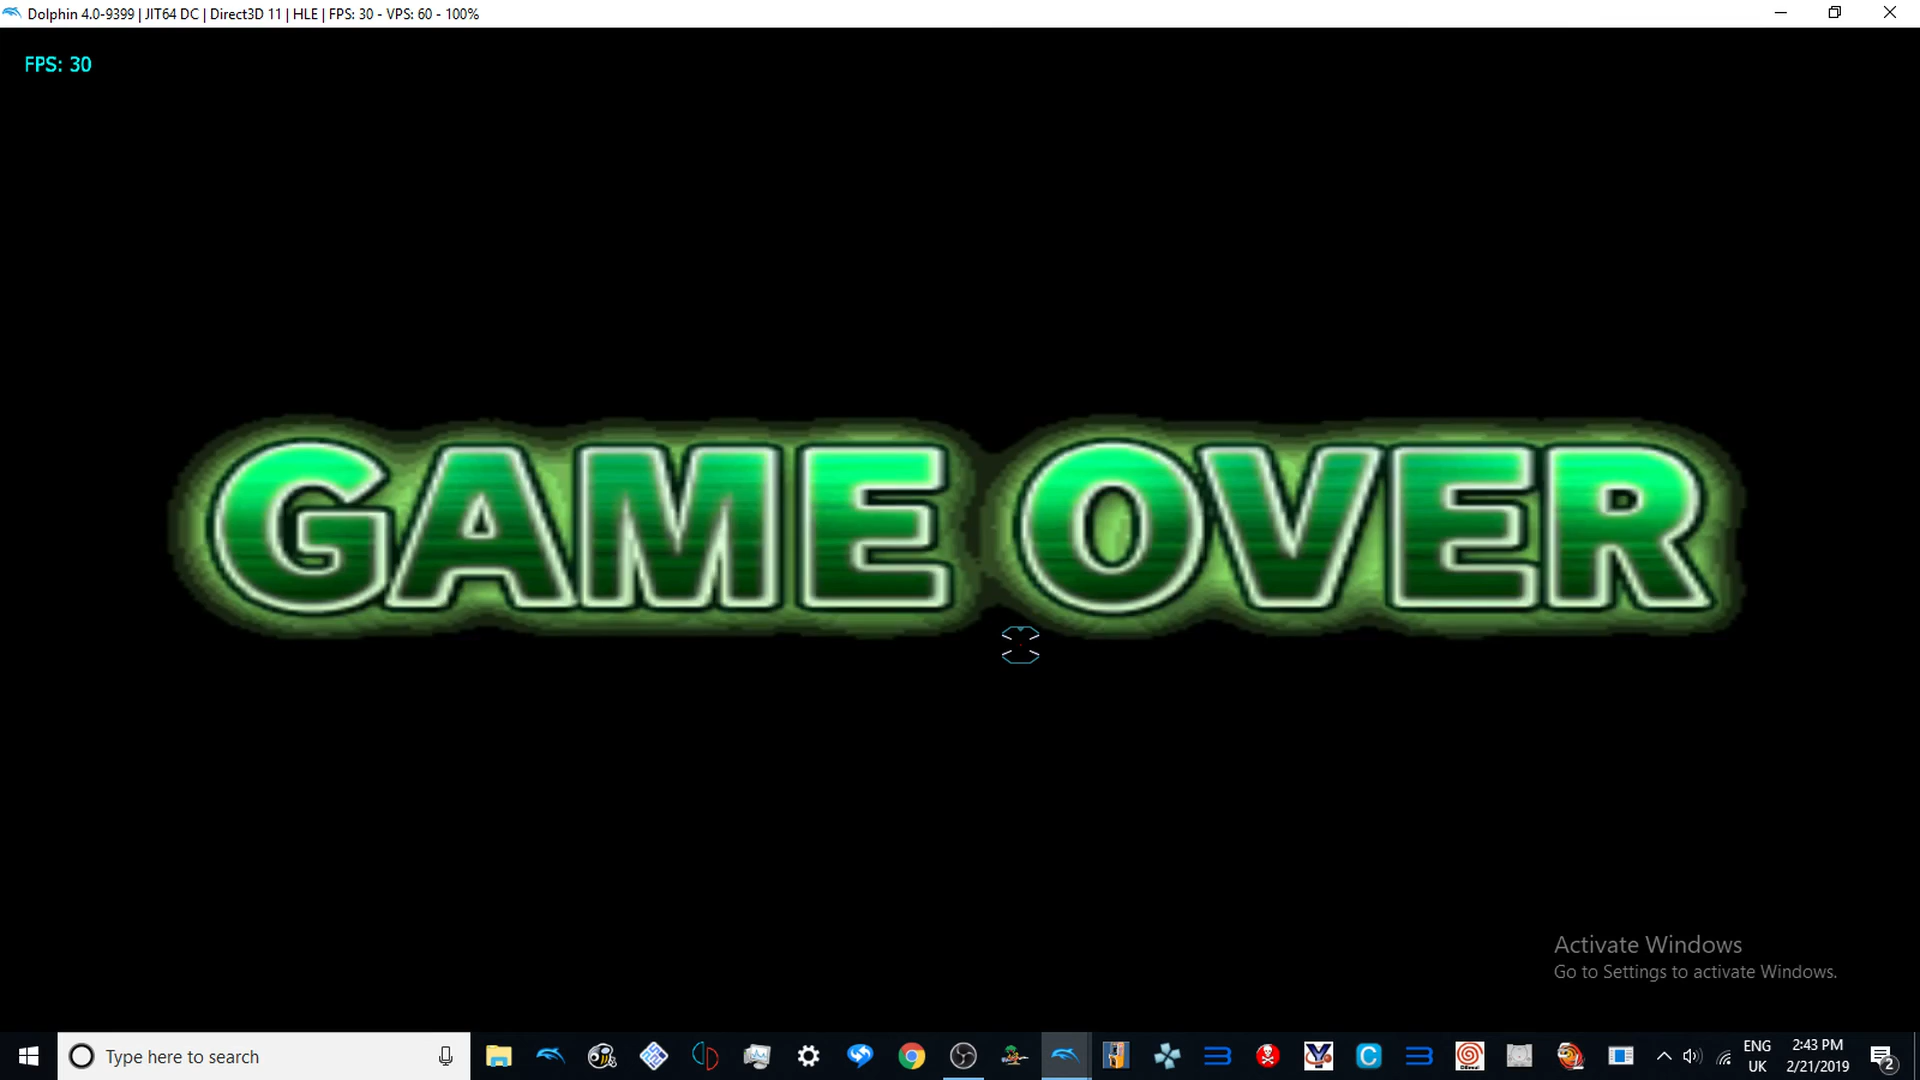 Dolphin 4.0-9399 | JIT64 DC | Direct3D 11 | HLE | FPS: 30 - VPS: 60 - 100%
FPS: 30
GAME OVER
Activate Windows
Go to Settings to activate Windows.
Type here to search
ENG
UK
2:43 PM
2/21/2019
2